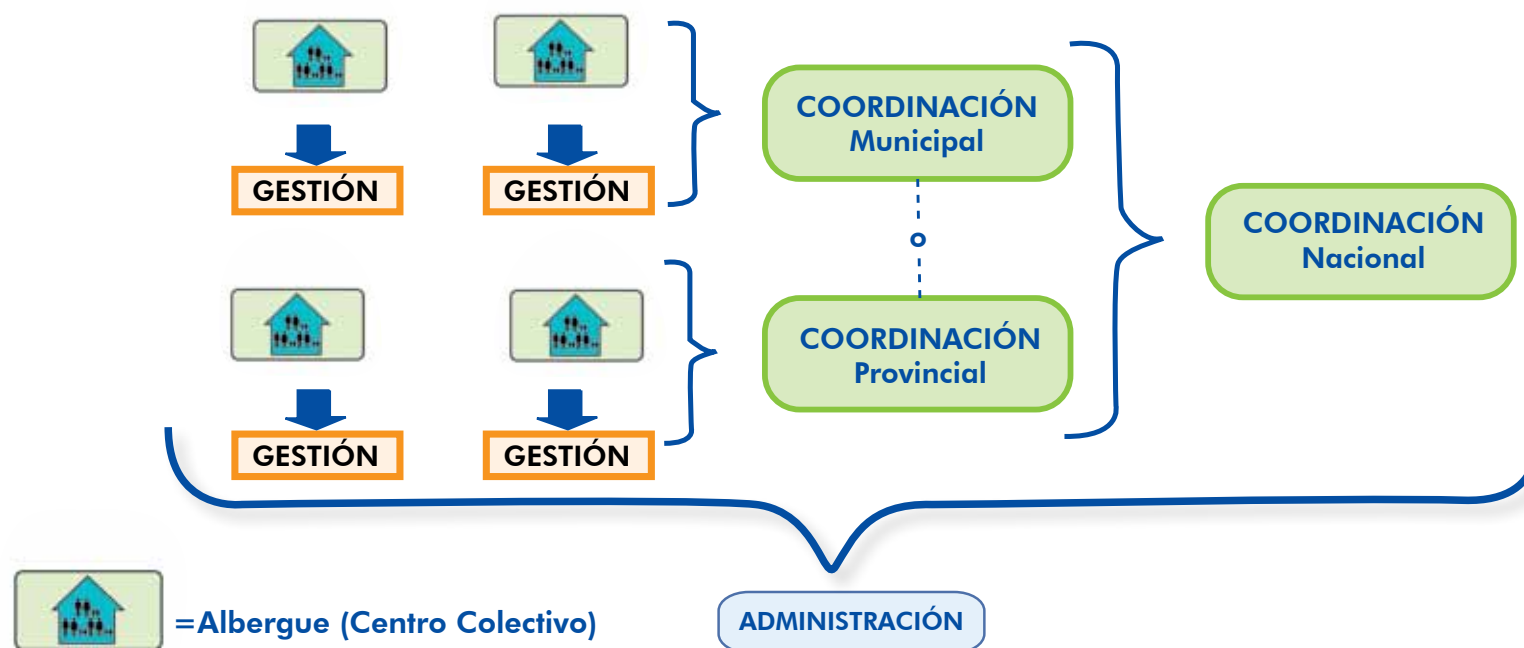 COORDINACIÓN
Municipal
GESTIÓN
GESTIÓN
COORDINACIÓN
Nacional
COORDINACIÓN
Provincial
GESTIÓN
GESTIÓN
=Albergue (Centro Colectivo)
ADMINISTRACIÓN